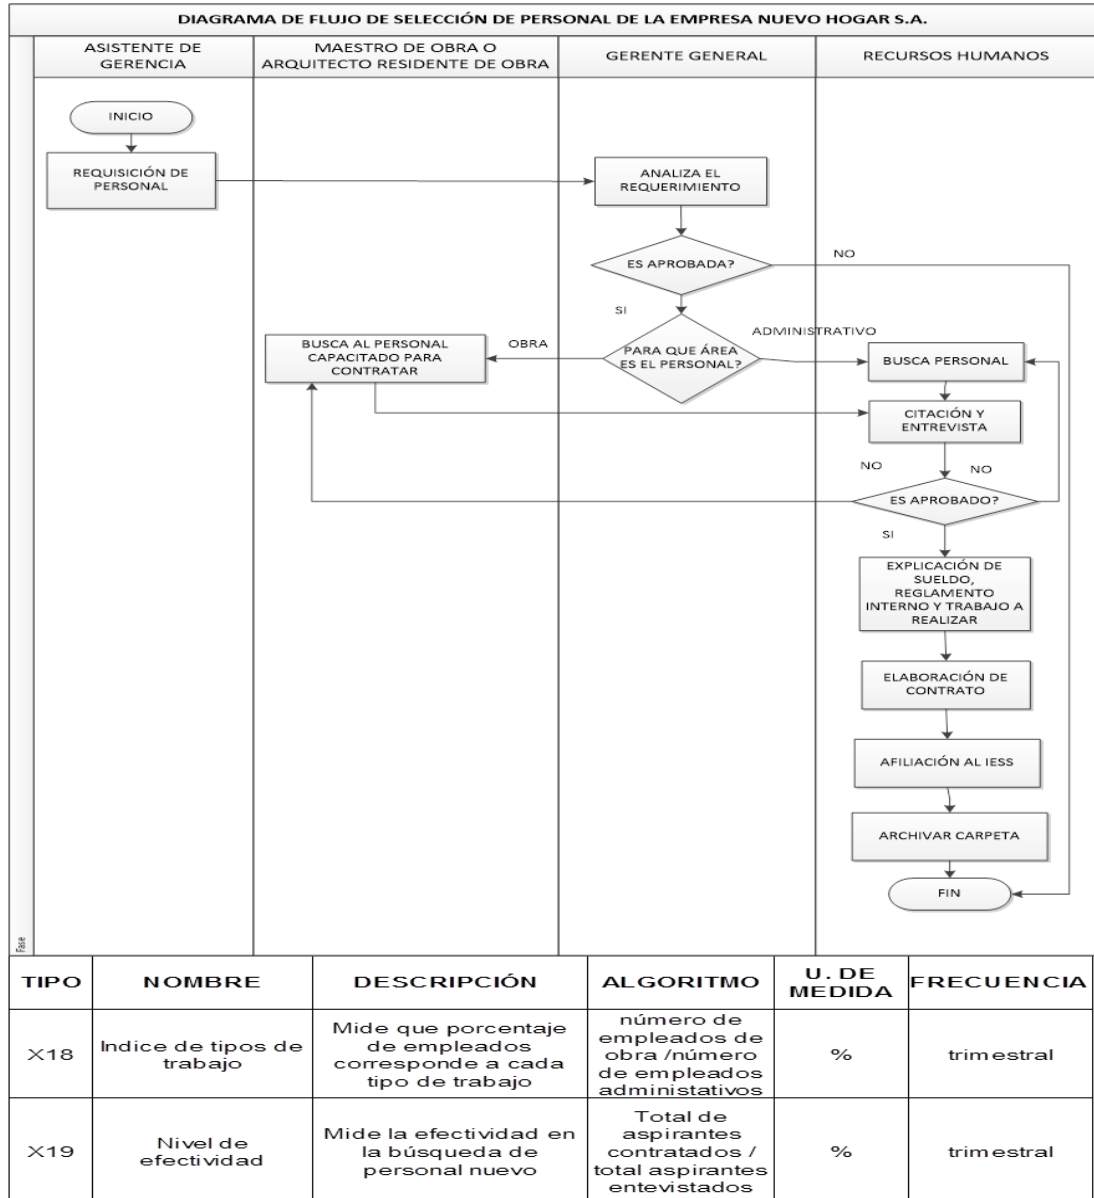 DIAGRAMA DE FLUJO DE SELECCIÓN DE PERSONAL DE LA EMPRESA NUEVO HOGAR S.A.
ASISTENTE DE
GERENCIA
MAESTRO DE OBRA O
ARQUITECTO RESIDENTE DE OBRA
GERENTE GENERAL
RECURSOS HUMANOS
INICIO
REQUISICIÓN DE
PERSONAL
ANALIZA EL
REQUERIMIENTO
ES APROBADA?
NO
SI
PARA QUE ÁREA
ES EL PERSONAL?
OBRA
ADMINISTRATIVO
BUSCA AL PERSONAL
CAPACITADO PARA
CONTRATAR
BUSCA PERSONAL
CITACIÓN Y
ENTREVISTA
NO
NO
ES APROBADO?
SI
EXPLICACIÓN DE
SUELDO,
REGLAMENTO
INTERNO Y TRABAJO A
REALIZAR
ELABORACIÓN DE
CONTRATO
AFILIACIÓN AL IESS
ARCHIVAR CARPETA
FIN
Fase
TIPO
NOMBRE
DESCRIPCIÓN
ALGORITMO
U. DE
MEDIDA
FRECUENCIA
X18
Indice de tipos de
trabajo
Mide que porcentaje
de empleados
corresponde a cada
tipo de trabajo
número de
empleados de
obra /número
de empleados
administativos
%
trimestral
X19
Nivel de
efectividad
Mide la efectividad en
la búsqueda de
personal nuevo
Total de
aspirantes
contratados /
total aspirantes
entevistados
%
trimestral